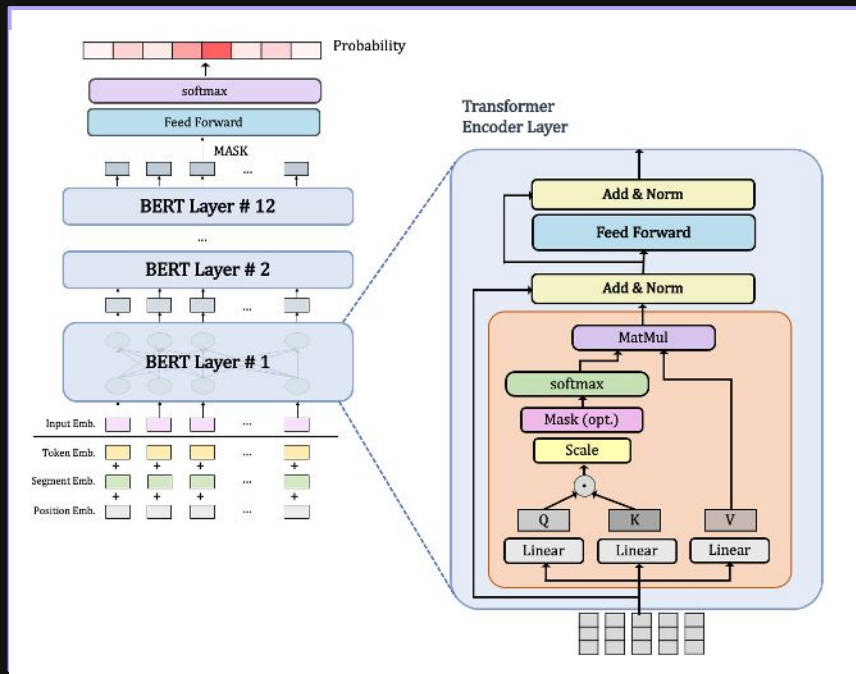 Probability
softmax
Feed Forward
MASK
...
BERT Layer # 12
...
BERT Layer # 2
...
BERT Layer # 1
Input Emb.
...
Token Emb.
...
+ + + +
Segment Emb.
...
+ + + +
Position Emb.
...
Transformer
Encoder Layer
Add & Norm
Feed Forward
Add & Norm
MatMul
softmax
Mask (opt.)
Scale
Q K V
Linear Linear Linear